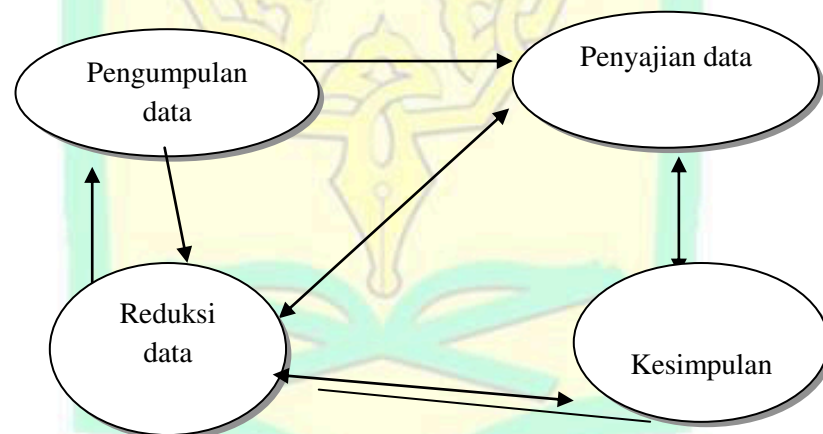 Pengumpulan
data
Penyajian data
Reduksi
data
Kesimpulan